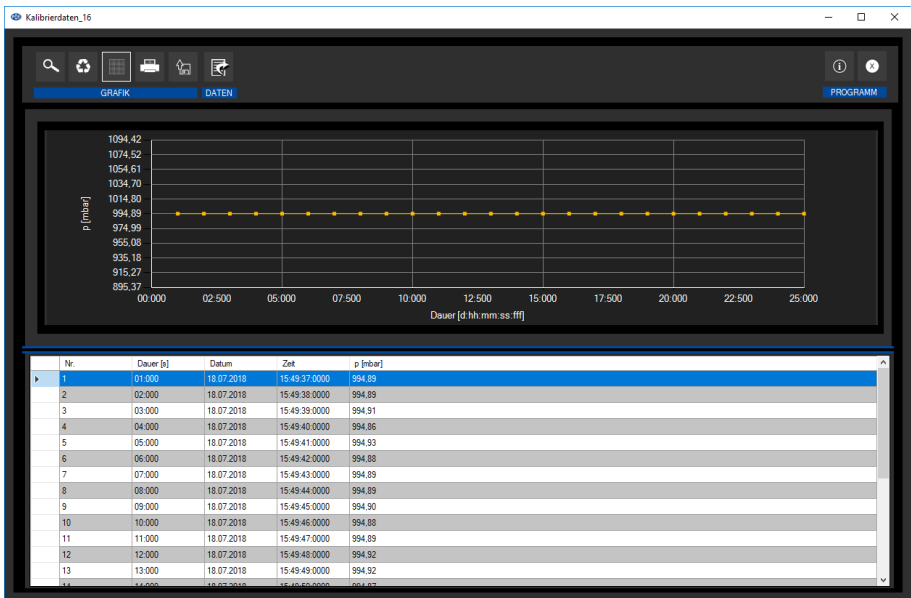 Kalibrierdaten_16
GRAFIK DATEN PROGRAMM
1094,42
1074,52
1054,61
1034,70
1014,80
994,89
974,99
955,08
935,18
915,27
895,37
p [mbar]
00:000 02:500 05:000 07:500 10:000 12:500 15:000 17:500 20:000 22:500 25:000
Dauer [d:hh:mm:ss:fff]
Nr. Dauer [s] Datum Zeit p [mbar]
1 01:000 18.07.2018 15:49:37:0000 994,89
2 02:000 18.07.2018 15:49:38:0000 994,89
3 03:000 18.07.2018 15:49:39:0000 994,91
4 04:000 18.07.2018 15:49:40:0000 994,86
5 05:000 18.07.2018 15:49:41:0000 994,93
6 06:000 18.07.2018 15:49:42:0000 994,88
7 07:000 18.07.2018 15:49:43:0000 994,89
8 08:000 18.07.2018 15:49:44:0000 994,89
9 09:000 18.07.2018 15:49:45:0000 994,90
10 10:000 18.07.2018 15:49:46:0000 994,88
11 11:000 18.07.2018 15:49:47:0000 994,89
12 12:000 18.07.2018 15:49:48:0000 994,92
13 13:000 18.07.2018 15:49:49:0000 994,92